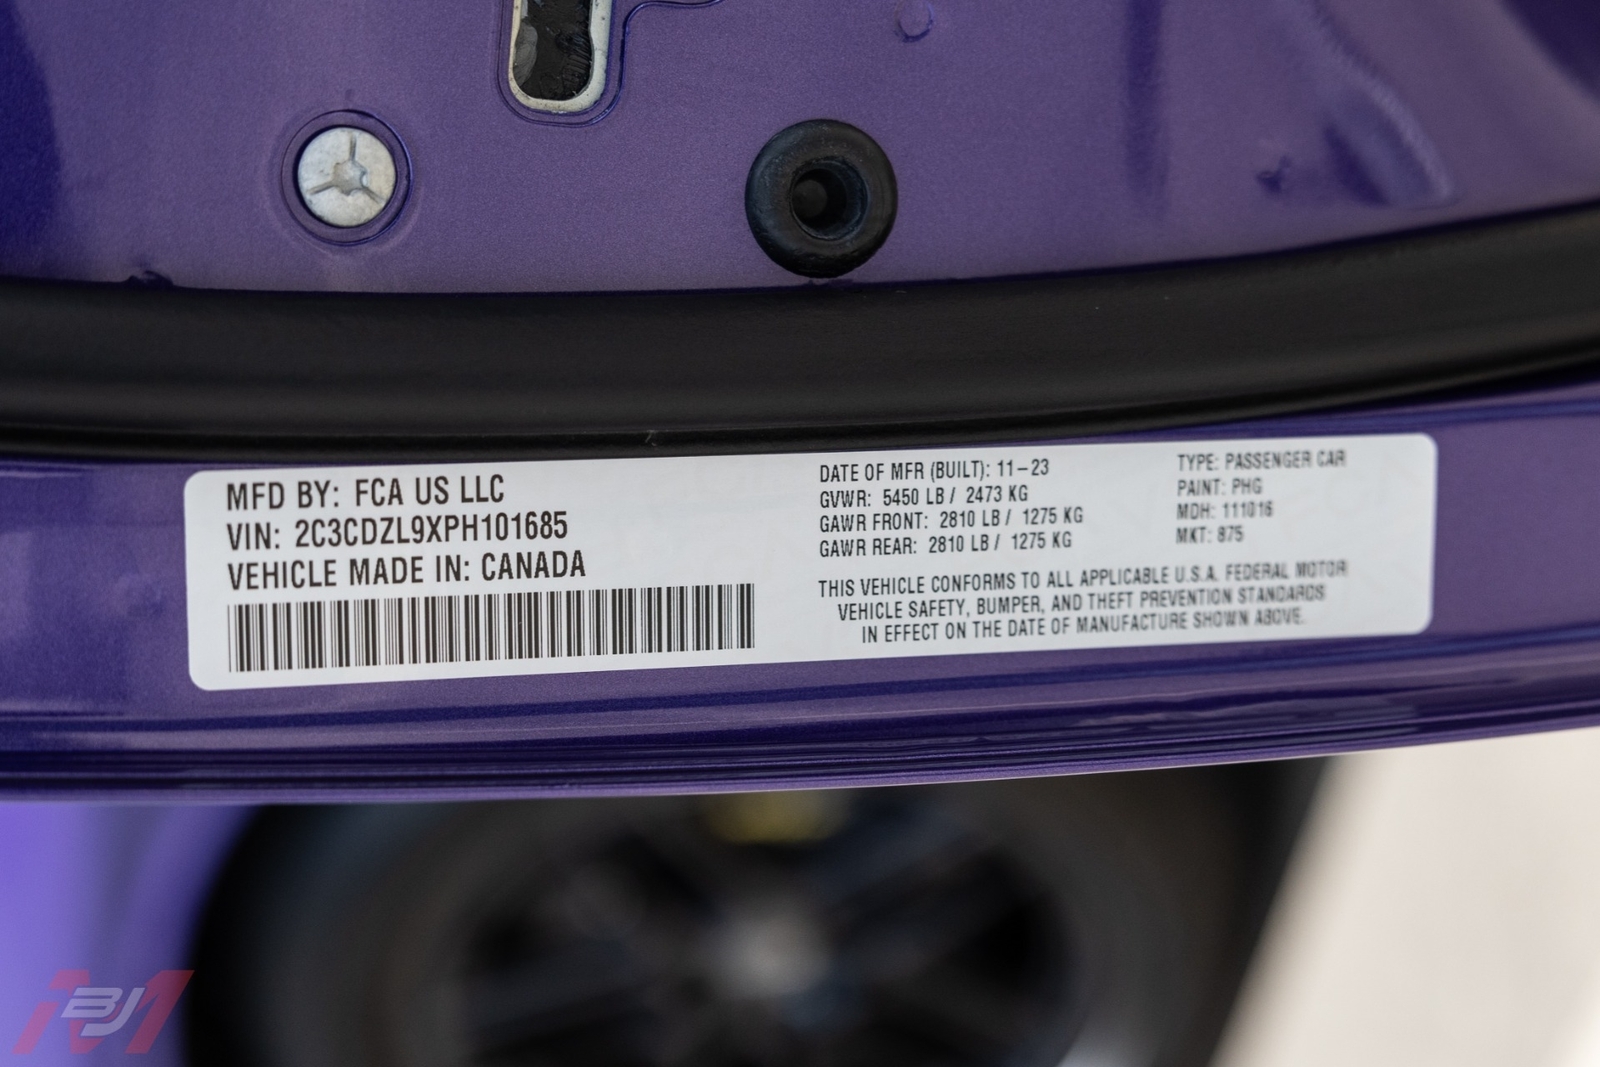 MFD BY: FCA US LLC
VIN: 2C3CDZL9XPH101685
VEHICLE MADE IN: CANADA
DATE OF MFR (BUILT): 11-23
GVWR: 5450 LB / 2473 KG
GAWR FRONT: 2810 LB / 1275 KG
GAWR REAR: 2810 LB / 1275 KG
TYPE: PASSENGER CAR
PAINT: PHG
MDH: 111016
MKT: 875
THIS VEHICLE CONFORMS TO ALL APPLICABLE U.S.A. FEDERAL MOTOR
VEHICLE SAFETY, BUMPER, AND THEFT PREVENTION STANDARDS
IN EFFECT ON THE DATE OF MANUFACTURE SHOWN ABOVE.
BJM